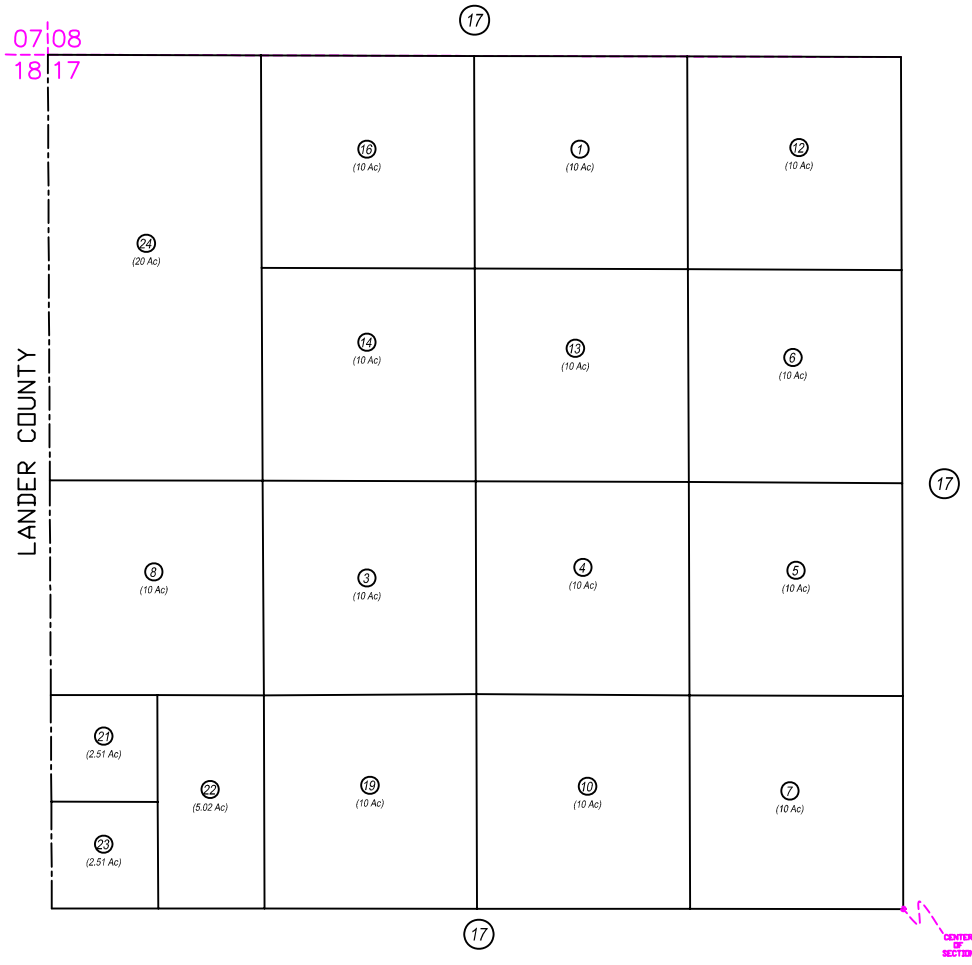 17
07 08
18 17
16
(10 Ac)
1
(10 Ac)
12
(10 Ac)
24
(20 Ac)
14
(10 Ac)
13
(10 Ac)
6
(10 Ac)
LANDER COUNTY
17
8
(10 Ac)
3
(10 Ac)
4
(10 Ac)
5
(10 Ac)
21
(2.51 Ac)
22
(5.02 Ac)
19
(10 Ac)
10
(10 Ac)
7
(10 Ac)
23
(2.51 Ac)
17
CENTER
OF
SECTION